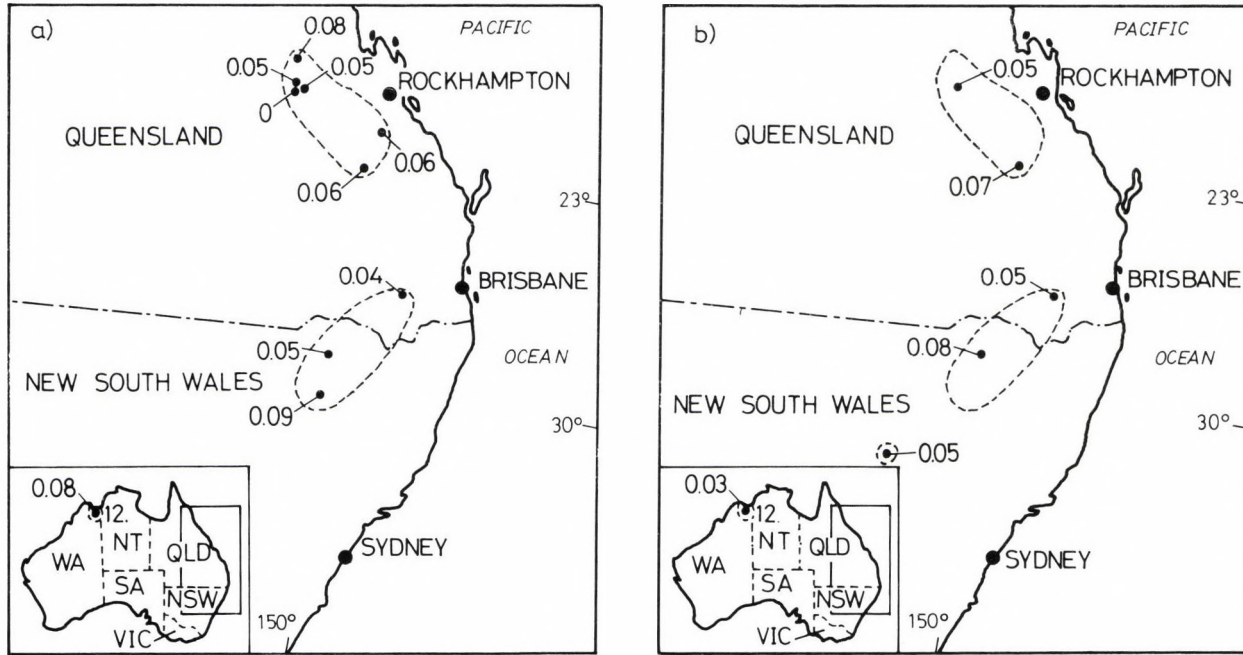 a)
PACIFIC
0.08
0.05
0.05
0
ROCKHAMPTON
QUEENSLAND
0.06
0.06
23°
0.04
BRISBANE
0.05
OCEAN
NEW SOUTH WALES
0.09
30°
0.08
12.
WA
NT
QLD
SA
NSW
VIC
SYDNEY
150°
b)
PACIFIC
0.05
ROCKHAMPTON
QUEENSLAND
0.07
23°
0.05
BRISBANE
0.08
OCEAN
NEW SOUTH WALES
30°
0.05
0.03
12.
WA
NT
QLD
SA
NSW
VIC
SYDNEY
150°